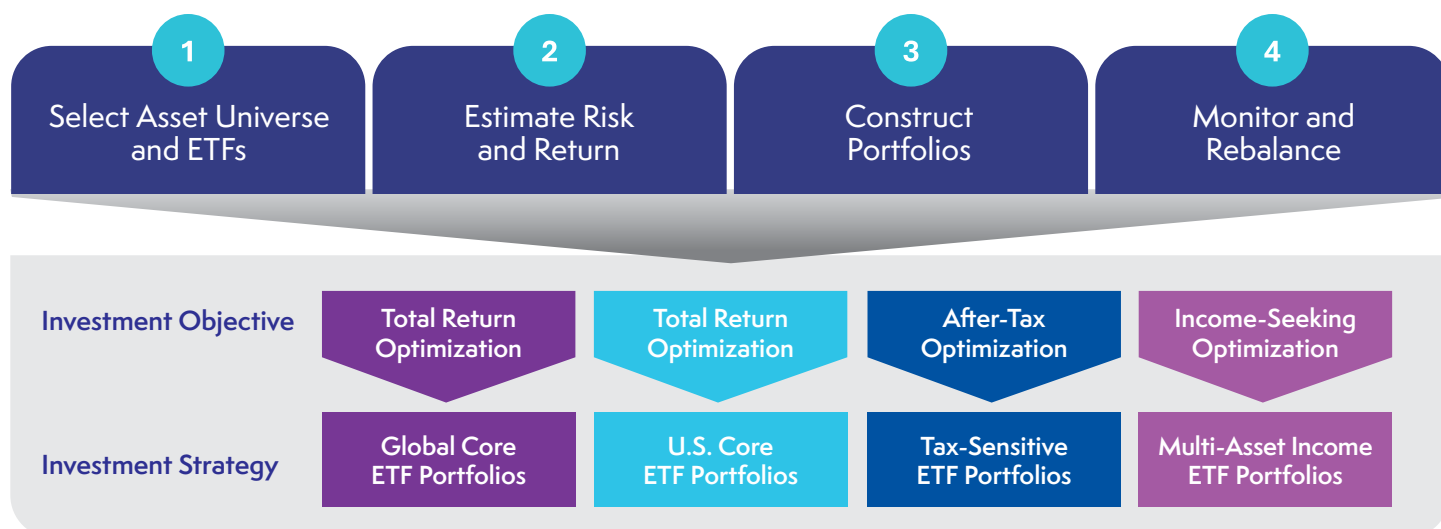 1
Select Asset Universe
and ETFs
2
Estimate Risk
and Return
3
Construct
Portfolios
4
Monitor and
Rebalance
Investment Objective
Total Return
Optimization
Total Return
Optimization
After-Tax
Optimization
Income-Seeking
Optimization
Investment Strategy
Global Core
ETF Portfolios
U.S. Core
ETF Portfolios
Tax-Sensitive
ETF Portfolios
Multi-Asset Income
ETF Portfolios